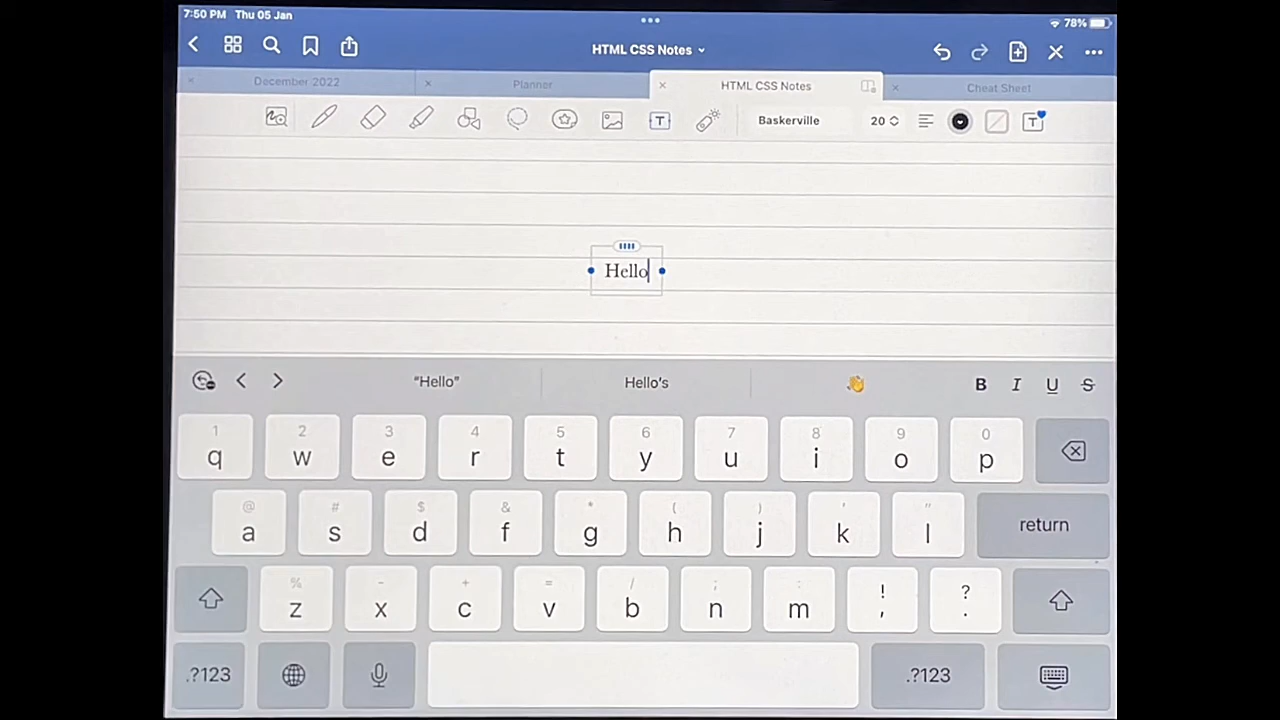 7:50 PM Thu 05 Jan
78%
HTML CSS Notes
December 2022
Planner
HTML CSS Notes
Cheat Sheet
T
Baskerville
20
T
Hello
“Hello”
Hello's
B I U S
1 2 3 4 5 6 7 8 9 0
q w e r t y u i o p
@ # $ & * ( ) ' "
a s d f g h j k l
return
% - + = / ; : ! ?
z x c v b n m , .
.?123
.?123